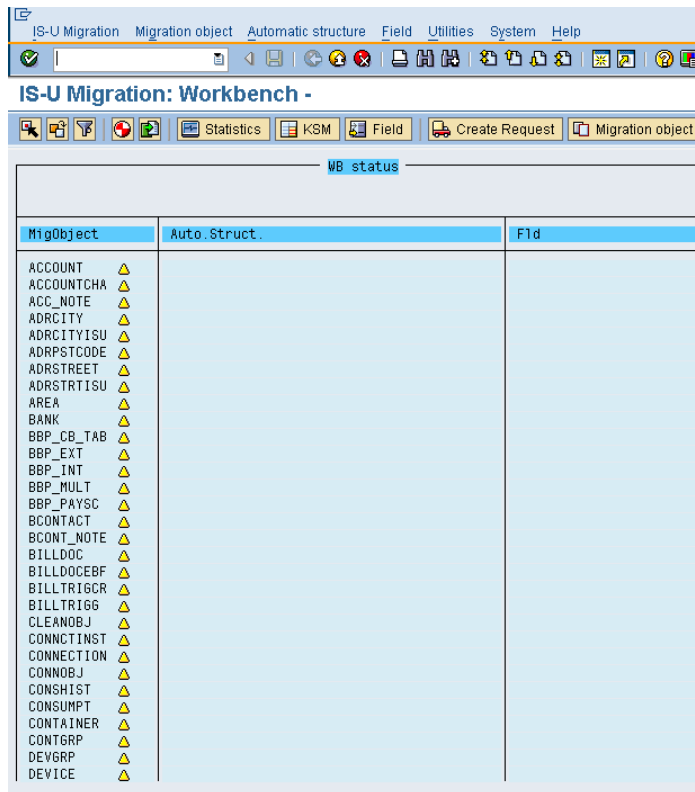 IS-U Migration Migration object Automatic structure Field Utilities System Help
IS-U Migration: Workbench -
Statistics KSM Field Create Request Migration object
WB status
MigObject Auto.Struct. Fld
ACCOUNT
ACCOUNTCHA
ACC_NOTE
ADRCITY
ADRCITYISU
ADRPSTCODE
ADRSTREET
ADRSTRTISU
AREA
BANK
BBP_CB_TAB
BBP_EXT
BBP_INT
BBP_MULT
BBP_PAYSC
BCONTACT
BCONT_NOTE
BILLDOC
BILLDOCEBF
BILLTRIGCR
BILLTRIGG
CLEANOBJ
CONNCTINST
CONNECTION
CONNOBJ
CONSHIST
CONSUMPT
CONTAINER
CONTGRP
DEVGRP
DEVICE